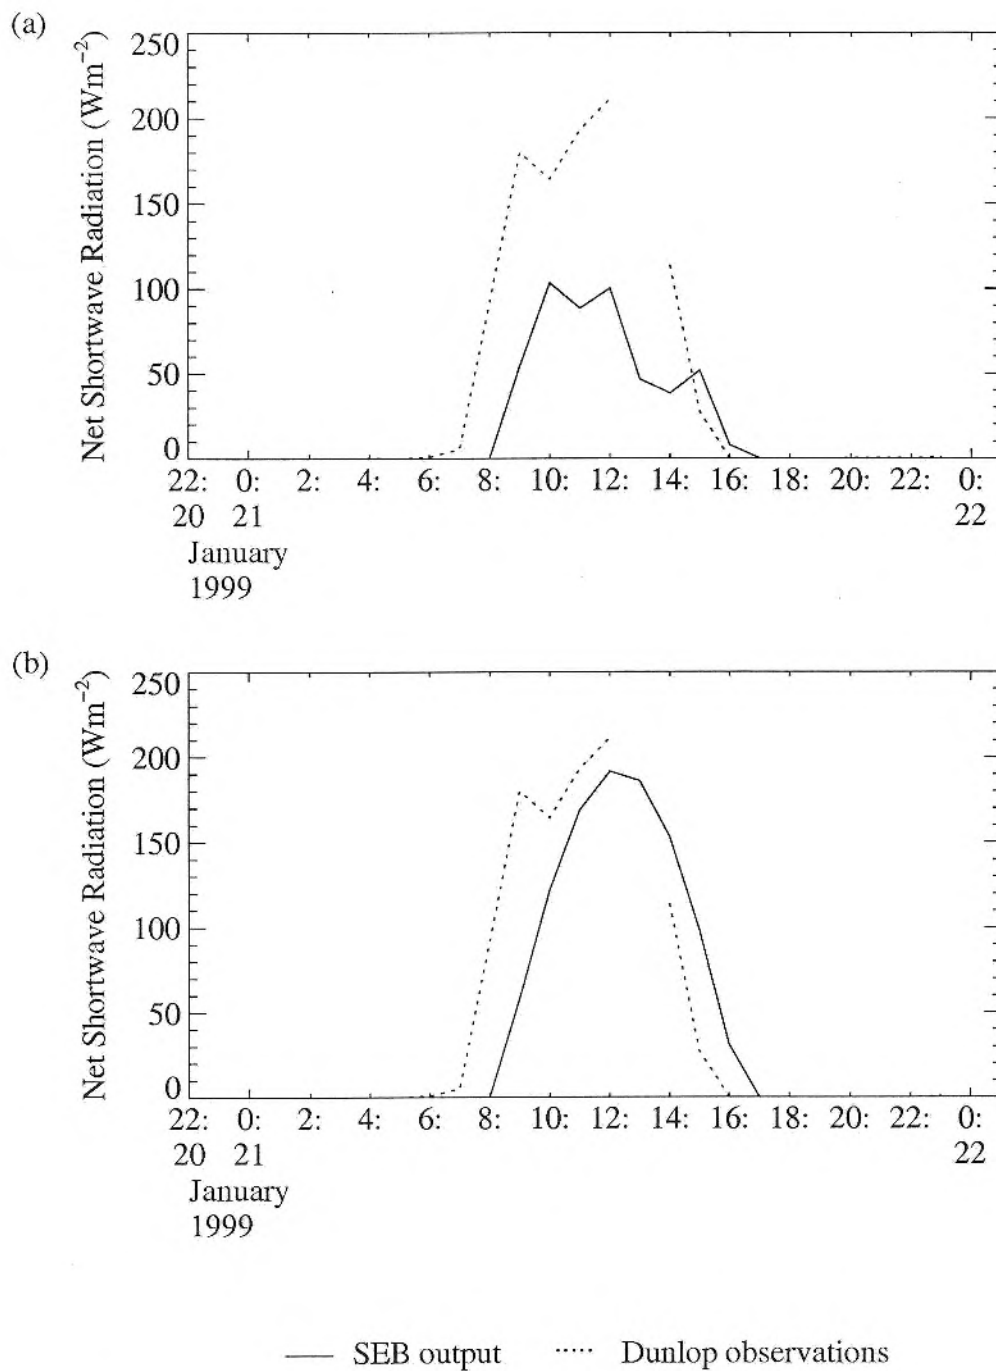 (a)
Net Shortwave Radiation (Wm⁻²)
250
200
150
100
50
0
22: 0: 2: 4: 6: 8: 10: 12: 14: 16: 18: 20: 22: 0:
20 21 22
January
1999
(b)
Net Shortwave Radiation (Wm⁻²)
250
200
150
100
50
0
22: 0: 2: 4: 6: 8: 10: 12: 14: 16: 18: 20: 22: 0:
20 21 22
January
1999
SEB output Dunlop observations